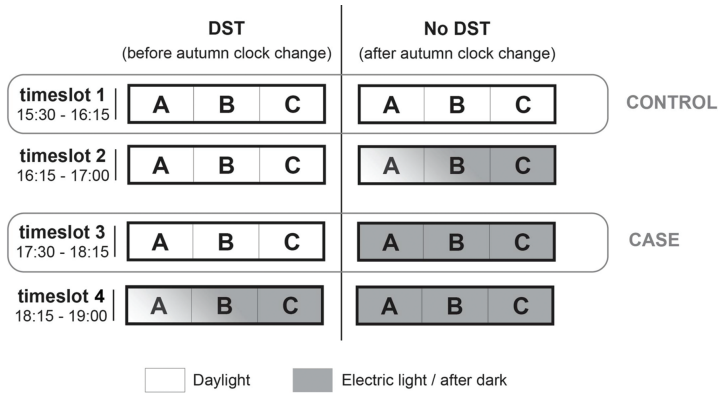 DST
(before autumn clock change)
No DST
(after autumn clock change)
timeslot 1
15:30 - 16:15
A B C
A B C
CONTROL
timeslot 2
16:15 - 17:00
A B C
A B C
timeslot 3
17:30 - 18:15
A B C
A B C
CASE
timeslot 4
18:15 - 19:00
A B C
A B C
Daylight
Electric light / after dark